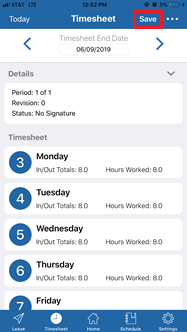 AT&T LTE 12:52 PM 5%
Today Timesheet Save •••
Timesheet End Date
06/09/2019
Details
Period: 1 of 1
Revision: 0
Status: No Signature
Timesheet
3 Monday
In/Out Totals: 8.0 Hours Worked: 8.0
4 Tuesday
In/Out Totals: 8.0 Hours Worked: 8.0
5 Wednesday
In/Out Totals: 8.0 Hours Worked: 8.0
6 Thursday
In/Out Totals: 8.0 Hours Worked: 8.0
7 Friday
Leave Timesheet Home Schedule Settings